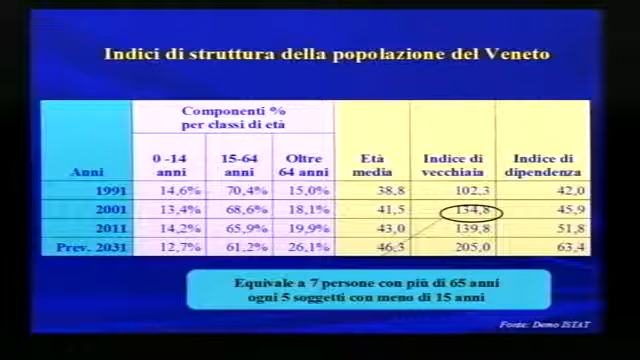 Indici di struttura della popolazione del Veneto
Componenti %
per classi di età
Anni 0-14 anni 15-64 anni Oltre 64 anni Età media Indice di vecchiaia Indice di dipendenza
1991 14,6% 70,4% 15,0% 38,8 102,3 42,0
2001 13,4% 68,6% 18,1% 41,5 134,8 45,9
2011 14,2% 65,9% 19,9% 43,0 139,8 51,8
Prev. 2031 12,7% 61,2% 26,1% 46,3 205,0 63,4
Equivale a 7 persone con più di 65 anni
ogni 5 soggetti con meno di 15 anni
Fonte: Demo ISTAT